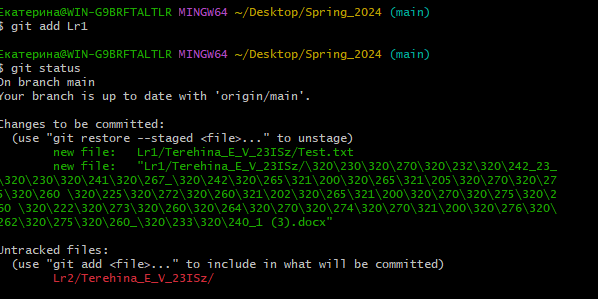 Екатерина@WIN-G9BRFTALTLR MINGW64 ~/Desktop/Spring_2024 (main)
$ git add Lr1
Екатерина@WIN-G9BRFTALTLR MINGW64 ~/Desktop/Spring_2024 (main)
$ git status
On branch main
Your branch is up to date with 'origin/main'.
Changes to be committed:
(use "git restore --staged <file>..." to unstage)
new file:   Lr1/Terehina_E_V_23ISz/Test.txt
new file:   "Lr1/Terehina_E_V_23ISz/\320\230\320\270\320\232\320\242_23_
\320\230\320\241\320\267_\320\242\320\265\321\200\320\265\321\205\320\270\320\27
5\320\260 \320\225\320\272\320\260\321\202\320\265\321\200\320\270\320\275\320\2
60 \320\222\320\273\320\260\320\264\320\270\320\274\320\270\321\200\320\276\320\
262\320\275\320\260_\320\233\320\240_1 (3).docx"
Untracked files:
(use "git add <file>..." to include in what will be committed)
Lr2/Terehina_E_V_23ISz/